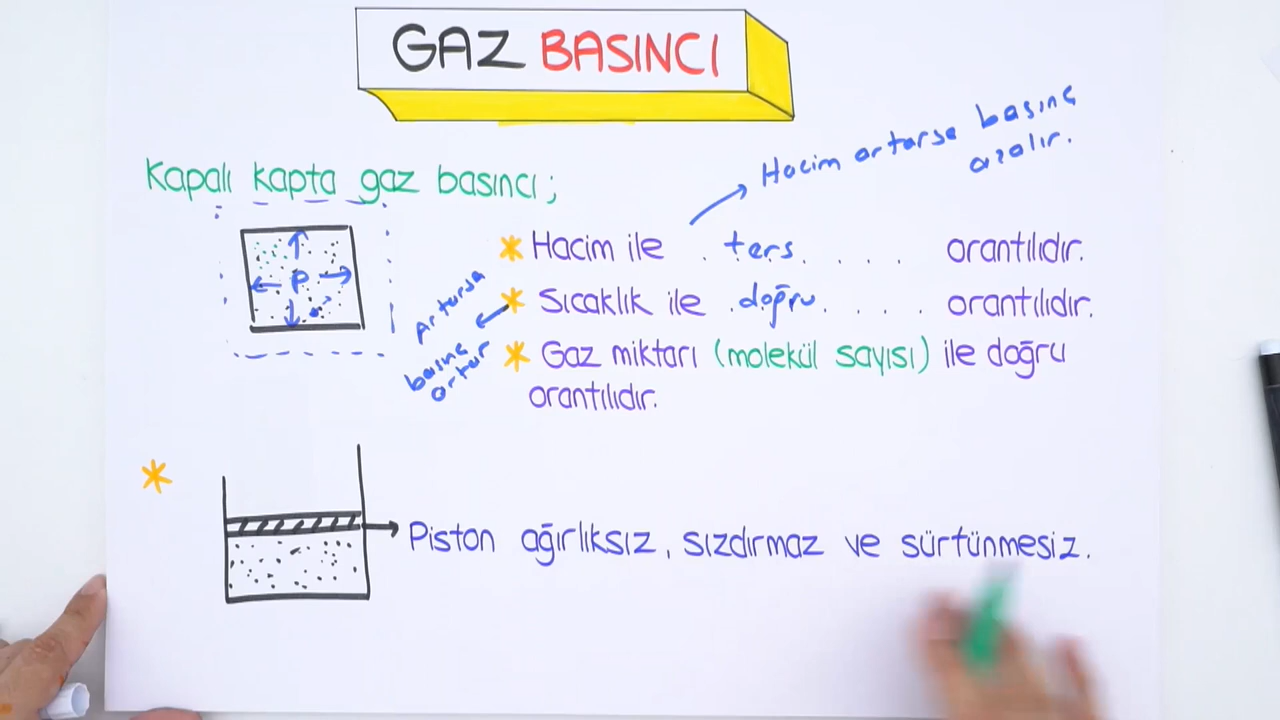 GAZ BASINCI
Hacim artarsa basınç
azalır.
Kapalı kapta gaz basıncı;
P
* Hacim ile . ters. . . . . orantılıdır.
* Sıcaklık ile .doğru. . . . . orantılıdır.
artarsa
basınç
artar
* Gaz miktarı (molekül sayısı) ile doğru
orantılıdır.
*
Piston ağırlıksız, sızdırmaz ve sürtünmesiz.